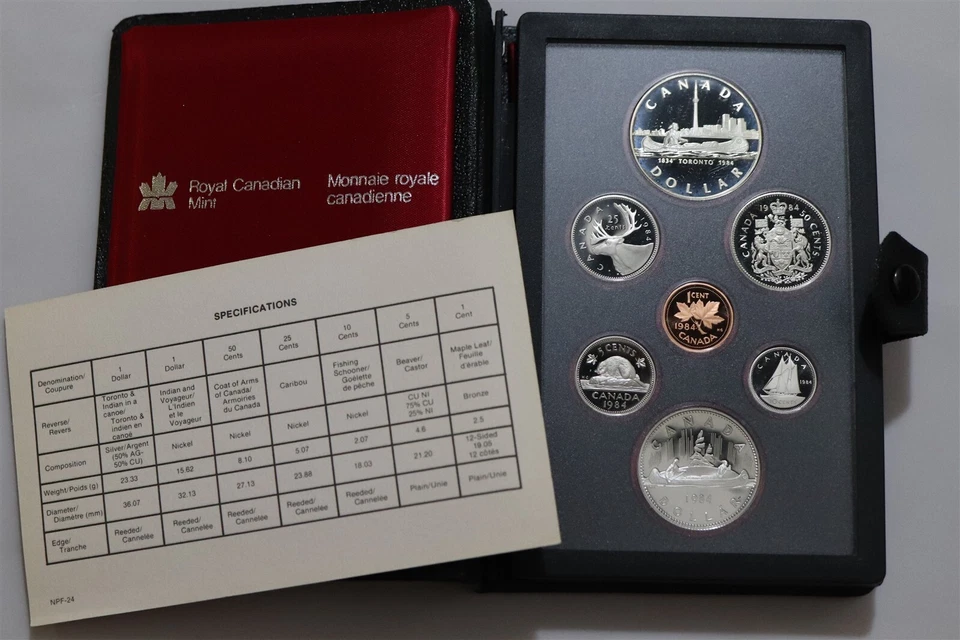 Royal Canadian
Mint
Monnaie royale
canadienne
SPECIFICATIONS
Denomination/
Coupure
1
Dollar
1
Dollar
50
Cents
25
Cents
10
Cents
5
Cents
1
Cent
Reverse/
Revers
Toronto &
Indian in a
canoe/
Toronto &
indien en
canoë
Indian and
Voyageur/
L'Indien
et le
Voyageur
Coat of Arms
of Canada/
Armoiries
du Canada
Caribou
Fishing
Schooner/
Goélette
de pêche
Beaver/
Castor
Maple Leaf/
Feuille
d'érable
Composition
Silver/Argent
(50% AG-
50% CU)
Nickel
Nickel
Nickel
Nickel
CU NI
75% CU
25% NI
Bronze
Weight/Poids (g)
23.33
15.62
8.10
5.07
2.07
4.6
2.5
Diameter/
Diamètre (mm)
36.07
32.13
27.13
23.88
18.03
21.20
12-Sided
19.05
12 côtés
Edge/
Tranche
Reeded/
Cannelée
Reeded/
Cannelée
Reeded/
Cannelée
Reeded/
Cannelée
Reeded/
Cannelée
Plain/Unie
Plain/Unie
NPF-24
CANADA
1834 TORONTO 1984
DOLLAR
CANADA
25
Cents
1984
1984
CANADA
50 CENTS
1 CENT
1984
CANADA
5 CENTS
CANADA
1984
CANADA
1984
CANADA
1984
DOLLAR